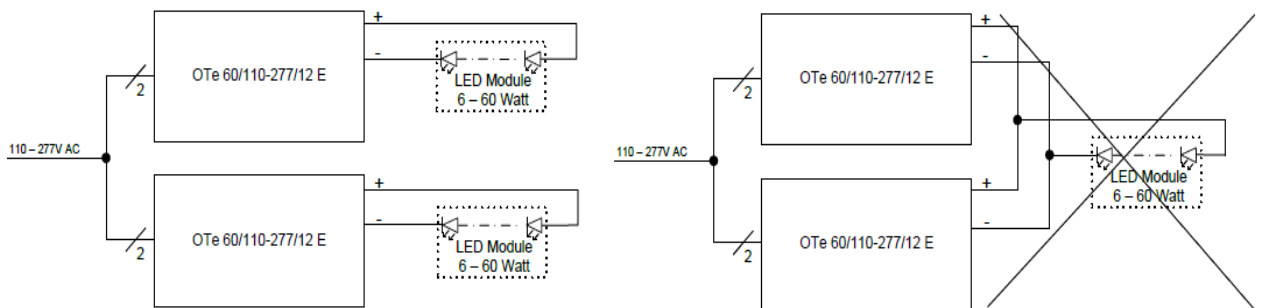 +
OTe 60/110-277/12 E
-
LED Module
6 – 60 Watt
2
110 – 277V AC
+
OTe 60/110-277/12 E
-
LED Module
6 – 60 Watt
2
+
OTe 60/110-277/12 E
-
2
110 – 277V AC
LED Module
6 – 60 Watt
+
OTe 60/110-277/12 E
-
2